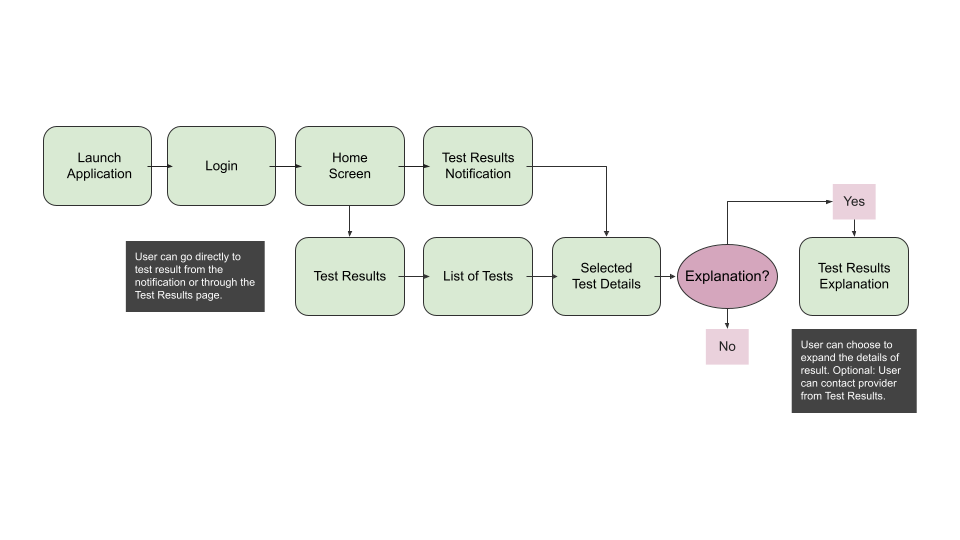 Launch
Application
Login
Home
Screen
Test Results
Notification
Yes
User can go directly to
test result from the
notification or through the
Test Results page.
Test Results
List of Tests
Selected
Test Details
Explanation?
Test Results
Explanation
No
User can choose to
expand the details of
result. Optional: User
can contact provider
from Test Results.